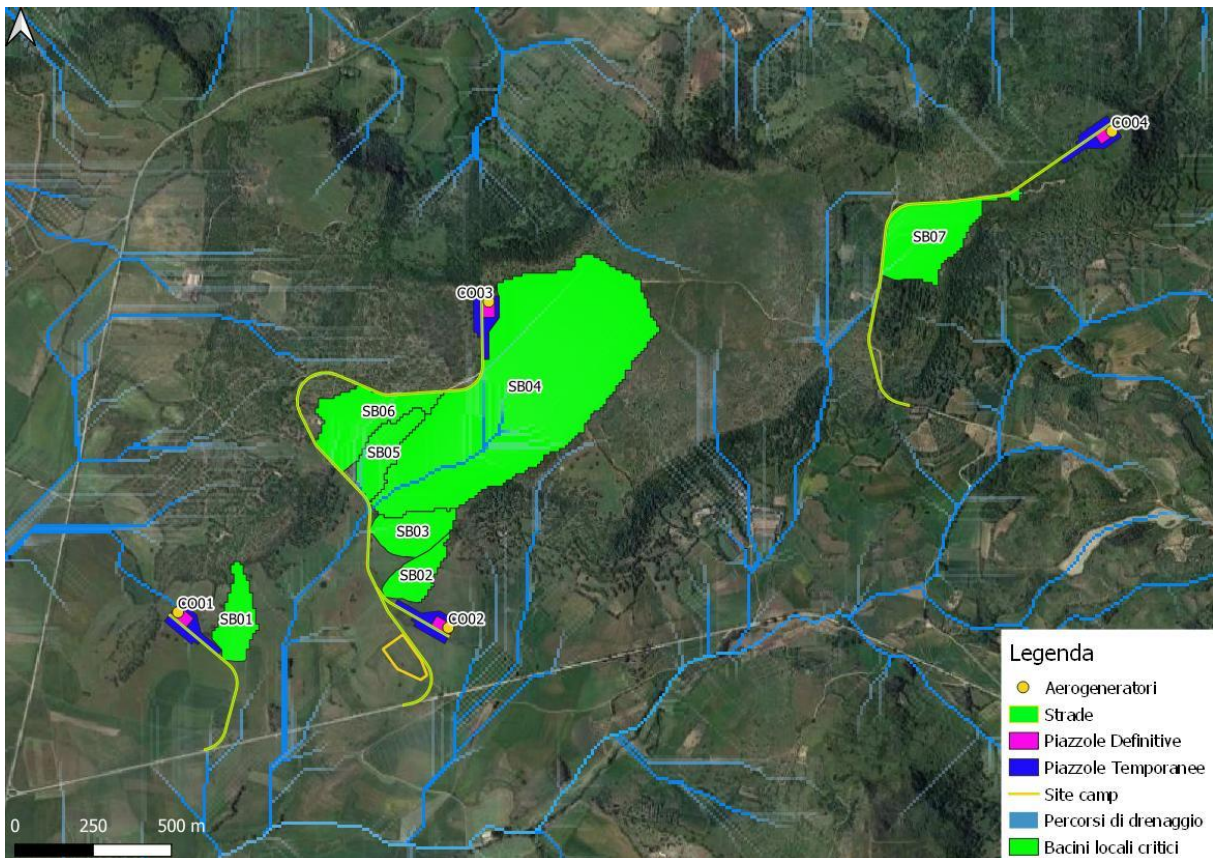 CO04
SB07
CO03
SB04
SB06
SB05
SB03
SB02
CO01
SB01
CO02
Legenda
Aerogeneratori
Strade
Piazzole Definitive
Piazzole Temporanee
Site camp
Percorsi di drenaggio
Bacini locali critici
0 250 500 m